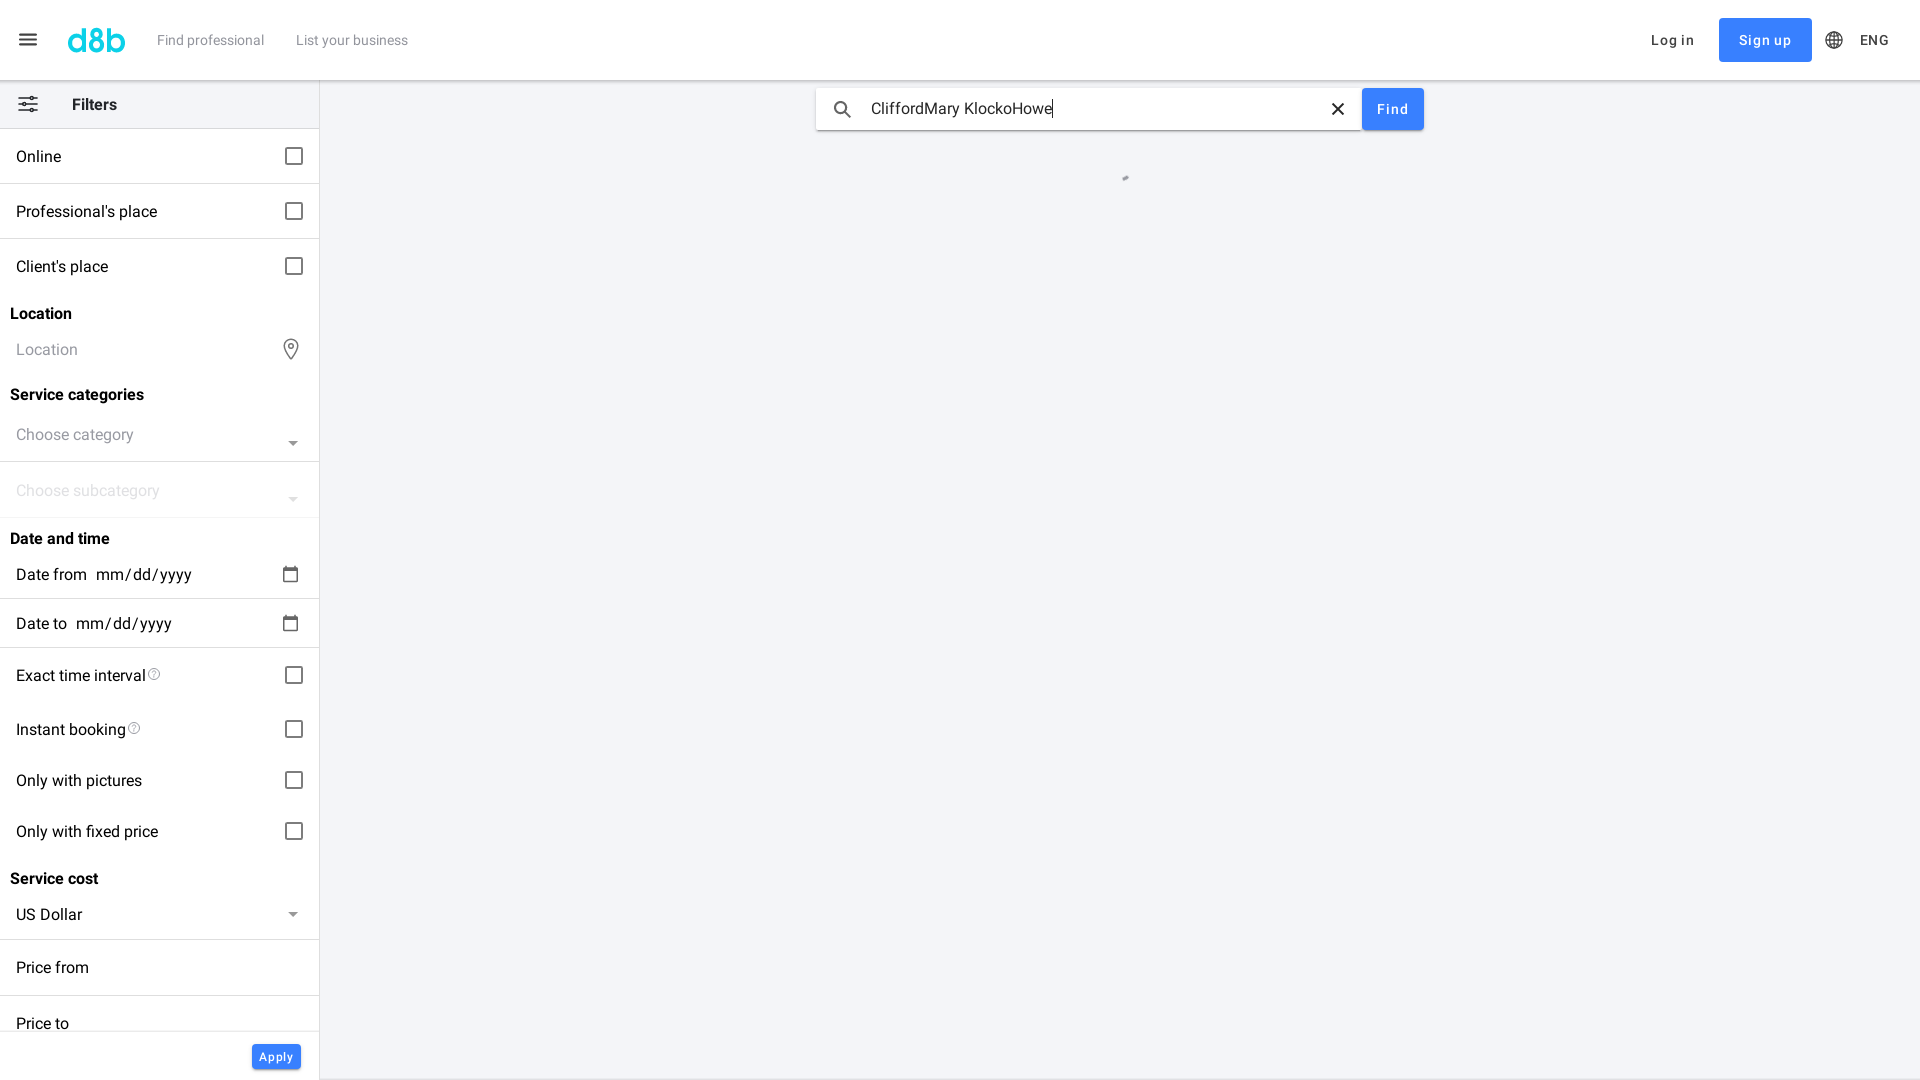 d8b
Find professional
List your business
Log in
Sign up
ENG
Filters
CliffordMary KlockoHowe
Find
Online
Professional's place
Client's place
Location
Location
Service categories
Choose category
Choose subcategory
Date and time
Date from mm/dd/yyyy
Date to mm/dd/yyyy
Exact time interval
Instant booking
Only with pictures
Only with fixed price
Service cost
US Dollar
Price from
Price to
Apply